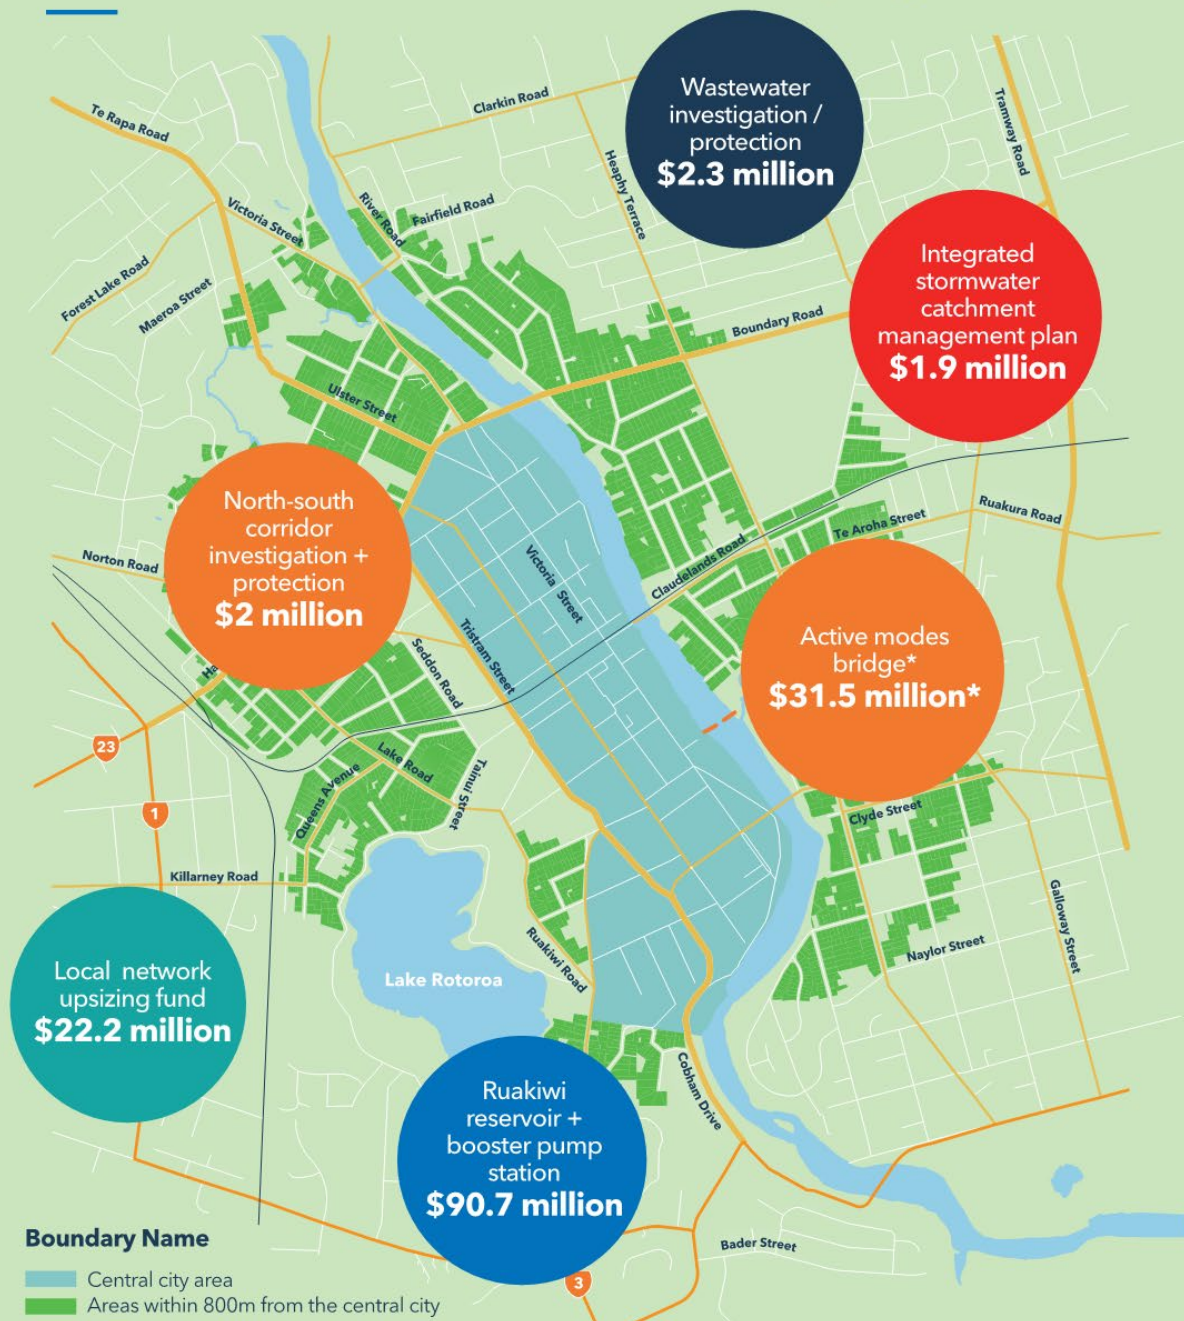 Wastewater
investigation /
protection
$2.3 million
Clarkin Road
Te Rapa Road
Tramway Road
Heaphy Terrace
Victoria Street
River Road
Fairfield Road
Integrated
stormwater
catchment
management plan
$1.9 million
Forest Lake Road
Maeroa Street
Boundary Road
Ulster Street
North-south
corridor
investigation +
protection
$2 million
Ruakura Road
Te Aroha Street
Norton Road
Victoria Street
Claudelands Road
Tristram Street
Seddon Road
Active modes
bridge*
$31.5 million*
Ha
23
Lake Road
Tainui Street
Queens Avenue
1
Clyde Street
Killarney Road
Galloway Street
Naylor Street
Ruakiwi Road
Lake Rotoroa
Local network
upsizing fund
$22.2 million
Cobham Drive
Ruakiwi
reservoir +
booster pump
station
$90.7 million
Bader Street
3
Boundary Name
Central city area
Areas within 800m from the central city